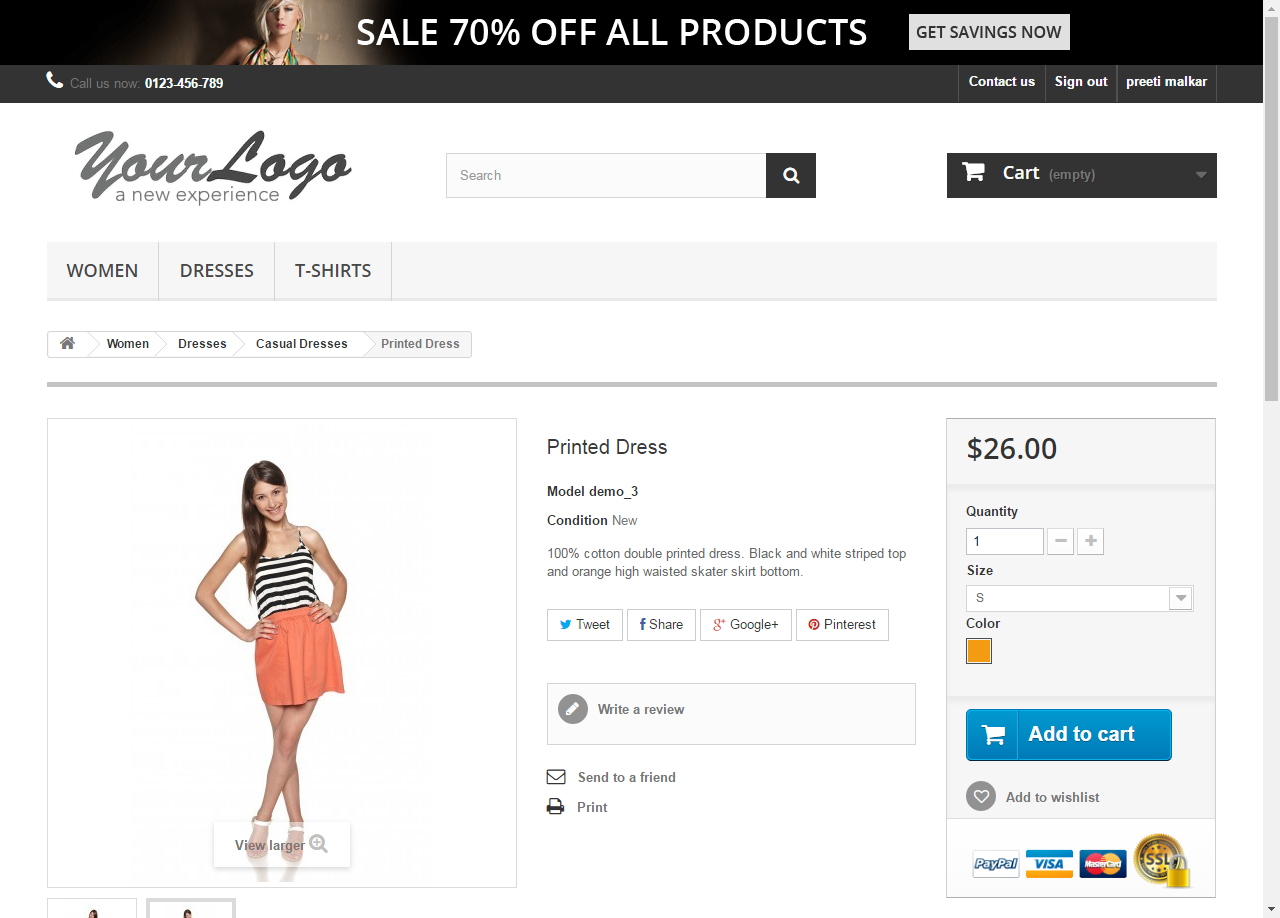 SALE 70% OFF ALL PRODUCTS
GET SAVINGS NOW
Call us now: 0123-456-789
Contact us
Sign out
preeti malkar
YourLogo
a new experience
Search
Cart (empty)
WOMEN
DRESSES
T-SHIRTS
Women
Dresses
Casual Dresses
Printed Dress
View larger
Printed Dress
Model demo_3
Condition New
100% cotton double printed dress. Black and white striped top
and orange high waisted skater skirt bottom.
Tweet
Share
Google+
Pinterest
Write a review
Send to a friend
Print
$26.00
Quantity
1
Size
S
Color
Add to cart
Add to wishlist
PayPal
VISA
MasterCard
SSL